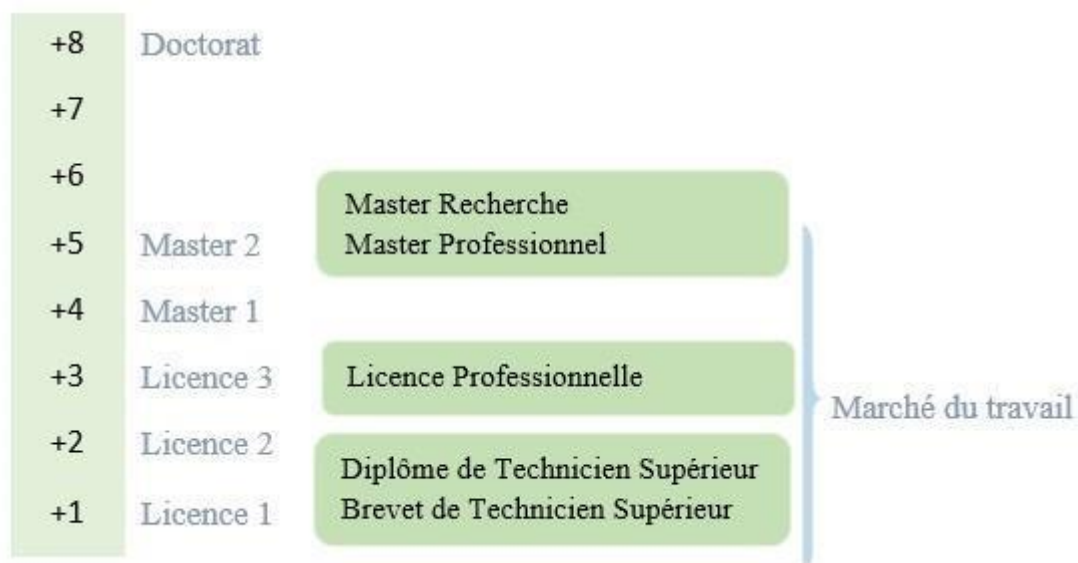 +8 Doctorat
+7
+6
Master Recherche
+5 Master 2 Master Professionnel
+4 Master 1
+3 Licence 3 Licence Professionnelle
Marché du travail
+2 Licence 2
Diplôme de Technicien Supérieur
+1 Licence 1 Brevet de Technicien Supérieur